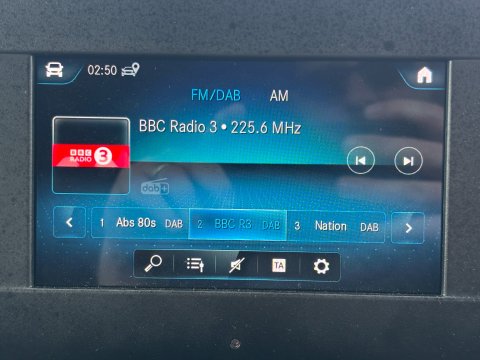 02:50
FM/DAB AM
BBC Radio 3 • 225.6 MHz
BBC
RADIO 3
dab+
1 Abs 80s DAB 2 BBC R3 DAB 3 Nation DAB
TA